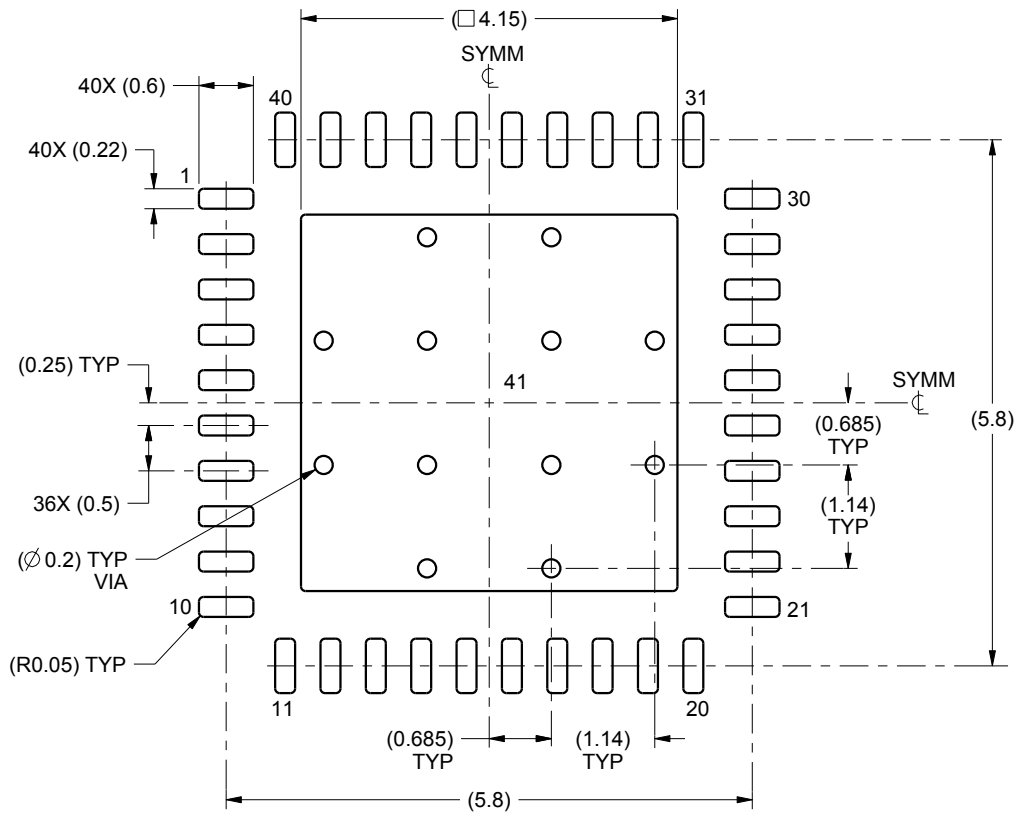 (□ 4.15)
SYMM
℄
40X (0.6)
40
31
40X (0.22)
1
30
(0.25) TYP
41
SYMM
℄
(0.685)
TYP
(5.8)
36X (0.5)
(1.14)
TYP
(∅ 0.2) TYP
VIA
10
21
(R0.05) TYP
11
20
(0.685)
TYP
(1.14)
TYP
(5.8)